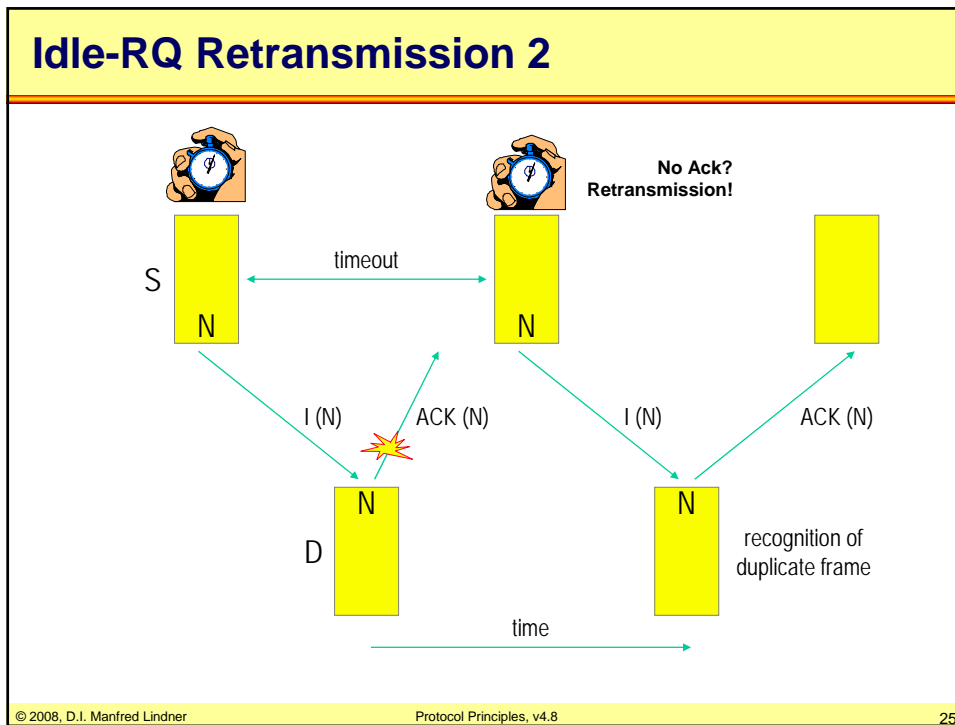 Idle-RQ Retransmission 2
No Ack?
Retransmission!
timeout
S
N
N
I (N)
ACK (N)
I (N)
ACK (N)
N
N
D
recognition of
duplicate frame
time
© 2008, D.I. Manfred Lindner
Protocol Principles, v4.8
25